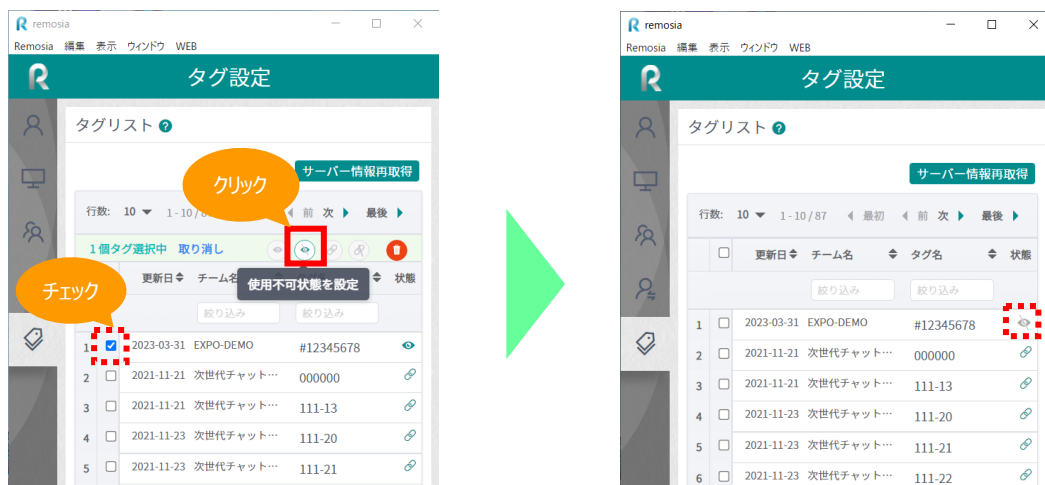 remosia
Remosia 編集 表示 ウィンドウ WEB
タグ設定
タグリスト
サーバー情報再取得
クリック
行数: 10 1-10/8 前 次 最後
1個タグ選択中 取り消し
チェック
更新日 チーム名 状態
使用不可状態を設定
絞り込み 絞り込み
1 2023-03-31 EXPO-DEMO #12345678
2 2021-11-21 次世代チャット… 000000
3 2021-11-21 次世代チャット… 111-13
4 2021-11-23 次世代チャット… 111-20
5 2021-11-23 次世代チャット… 111-21
remosia
Remosia 編集 表示 ウィンドウ WEB
タグ設定
タグリスト
サーバー情報再取得
行数: 10 1-10/87 最初 前 次 最後
更新日 チーム名 タグ名 状態
絞り込み 絞り込み
1 2023-03-31 EXPO-DEMO #12345678
2 2021-11-21 次世代チャット… 000000
3 2021-11-21 次世代チャット… 111-13
4 2021-11-23 次世代チャット… 111-20
5 2021-11-23 次世代チャット… 111-21
6 2021-11-23 次世代チャット… 111-22